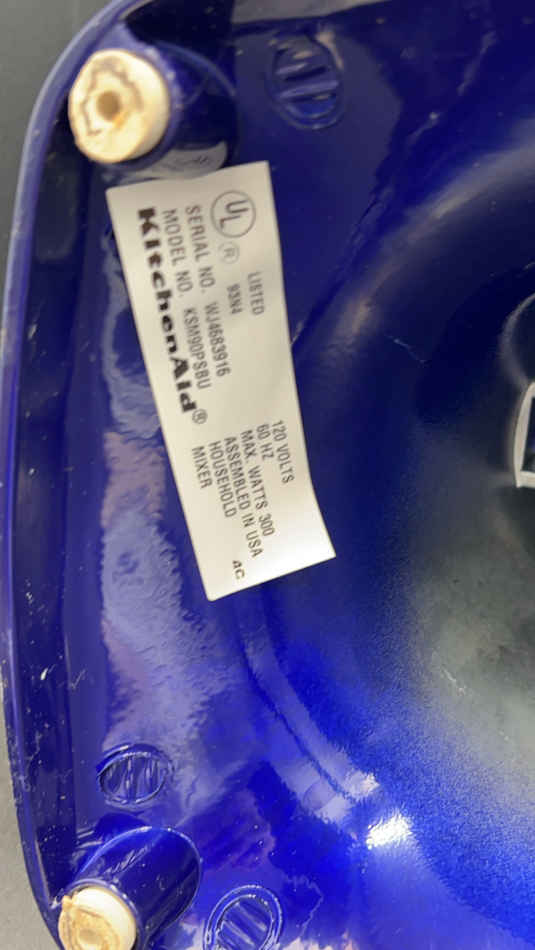 UL ® LISTED
93N4
SERIAL NO. WJ4683916
MODEL NO. KSM90PSBU
KitchenAid®
120 VOLTS
60 HZ
MAX. WATTS 300
ASSEMBLED IN USA
HOUSEHOLD
MIXER
4C